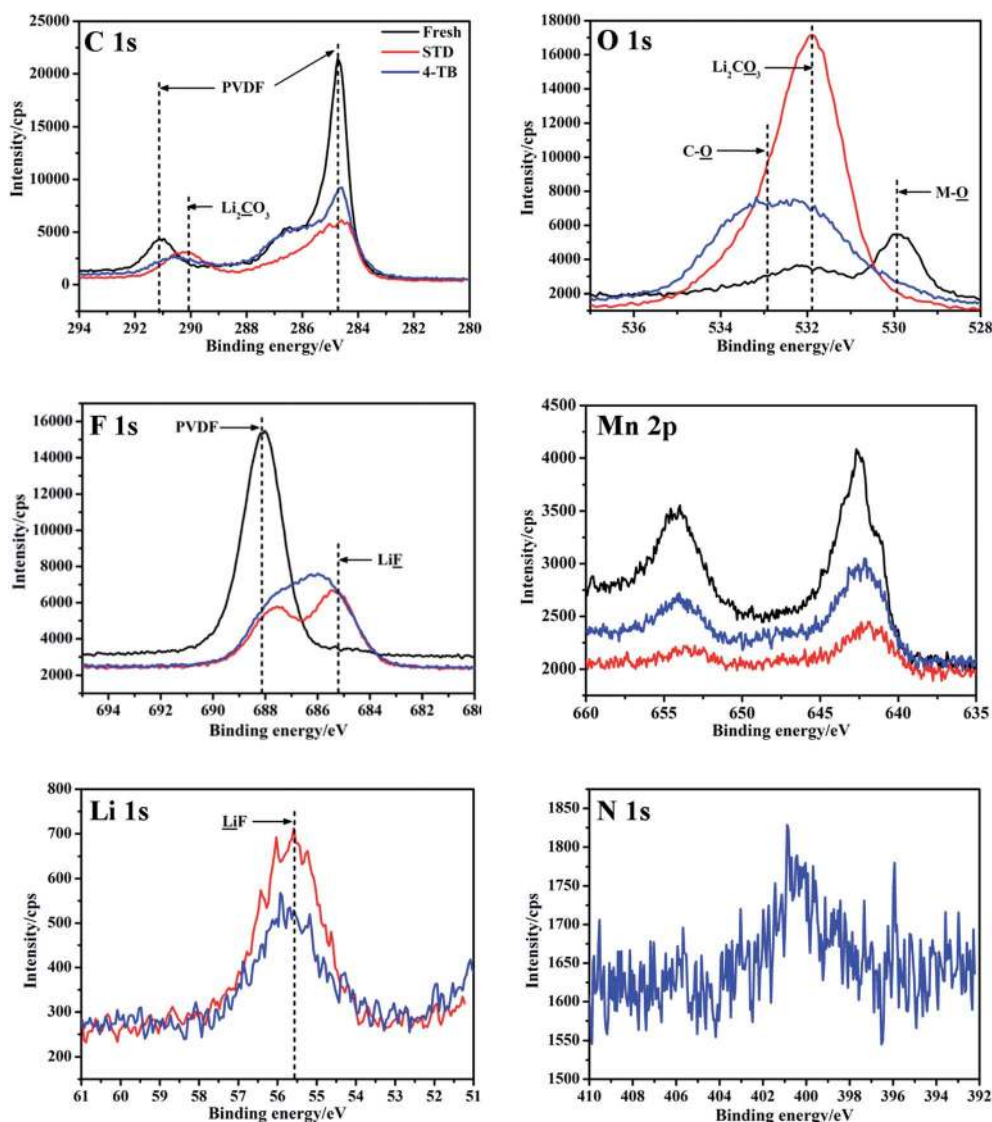 C 1s
Fresh
STD
4-TB
PVDF
Li₂CO₃
25000
20000
15000
10000
5000
0
Intensity/cps
294 292 290 288 286 284 282 280
Binding energy/eV
O 1s
Li₂CO₃
C-O
M-O
18000
16000
14000
12000
10000
8000
6000
4000
2000
Intensity/cps
536 534 532 530 528
Binding energy/eV
F 1s
PVDF
LiF
16000
14000
12000
10000
8000
6000
4000
2000
Intensity/cps
694 692 690 688 686 684 682 680
Binding energy/eV
Mn 2p
4500
4000
3500
3000
2500
2000
Intensity/cps
660 655 650 645 640 635
Binding energy/eV
Li 1s
LiF
800
700
600
500
400
300
200
Intensity/cps
61 60 59 58 57 56 55 54 53 52 51
Binding energy/eV
N 1s
1850
1800
1750
1700
1650
1600
1550
1500
Intensity/cps
410 408 406 404 402 400 398 396 394 392
Binding energy/eV